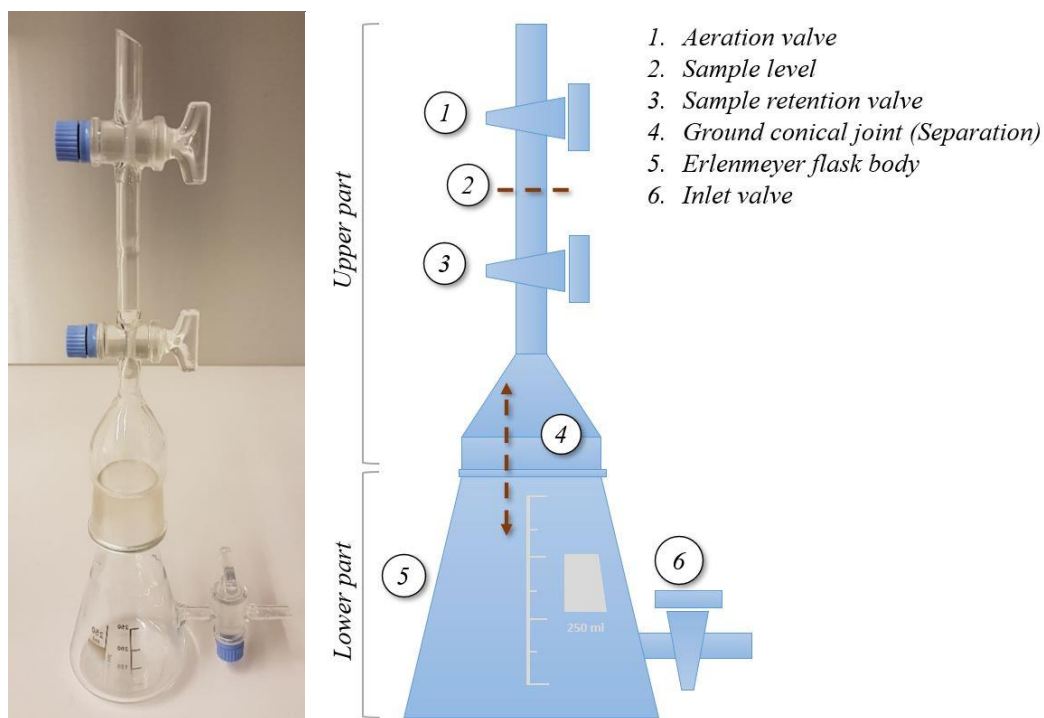 1. Aeration valve
2. Sample level
3. Sample retention valve
4. Ground conical joint (Separation)
5. Erlenmeyer flask body
6. Inlet valve
Upper part
Lower part
1
2
3
4
5
6
250 ml
250